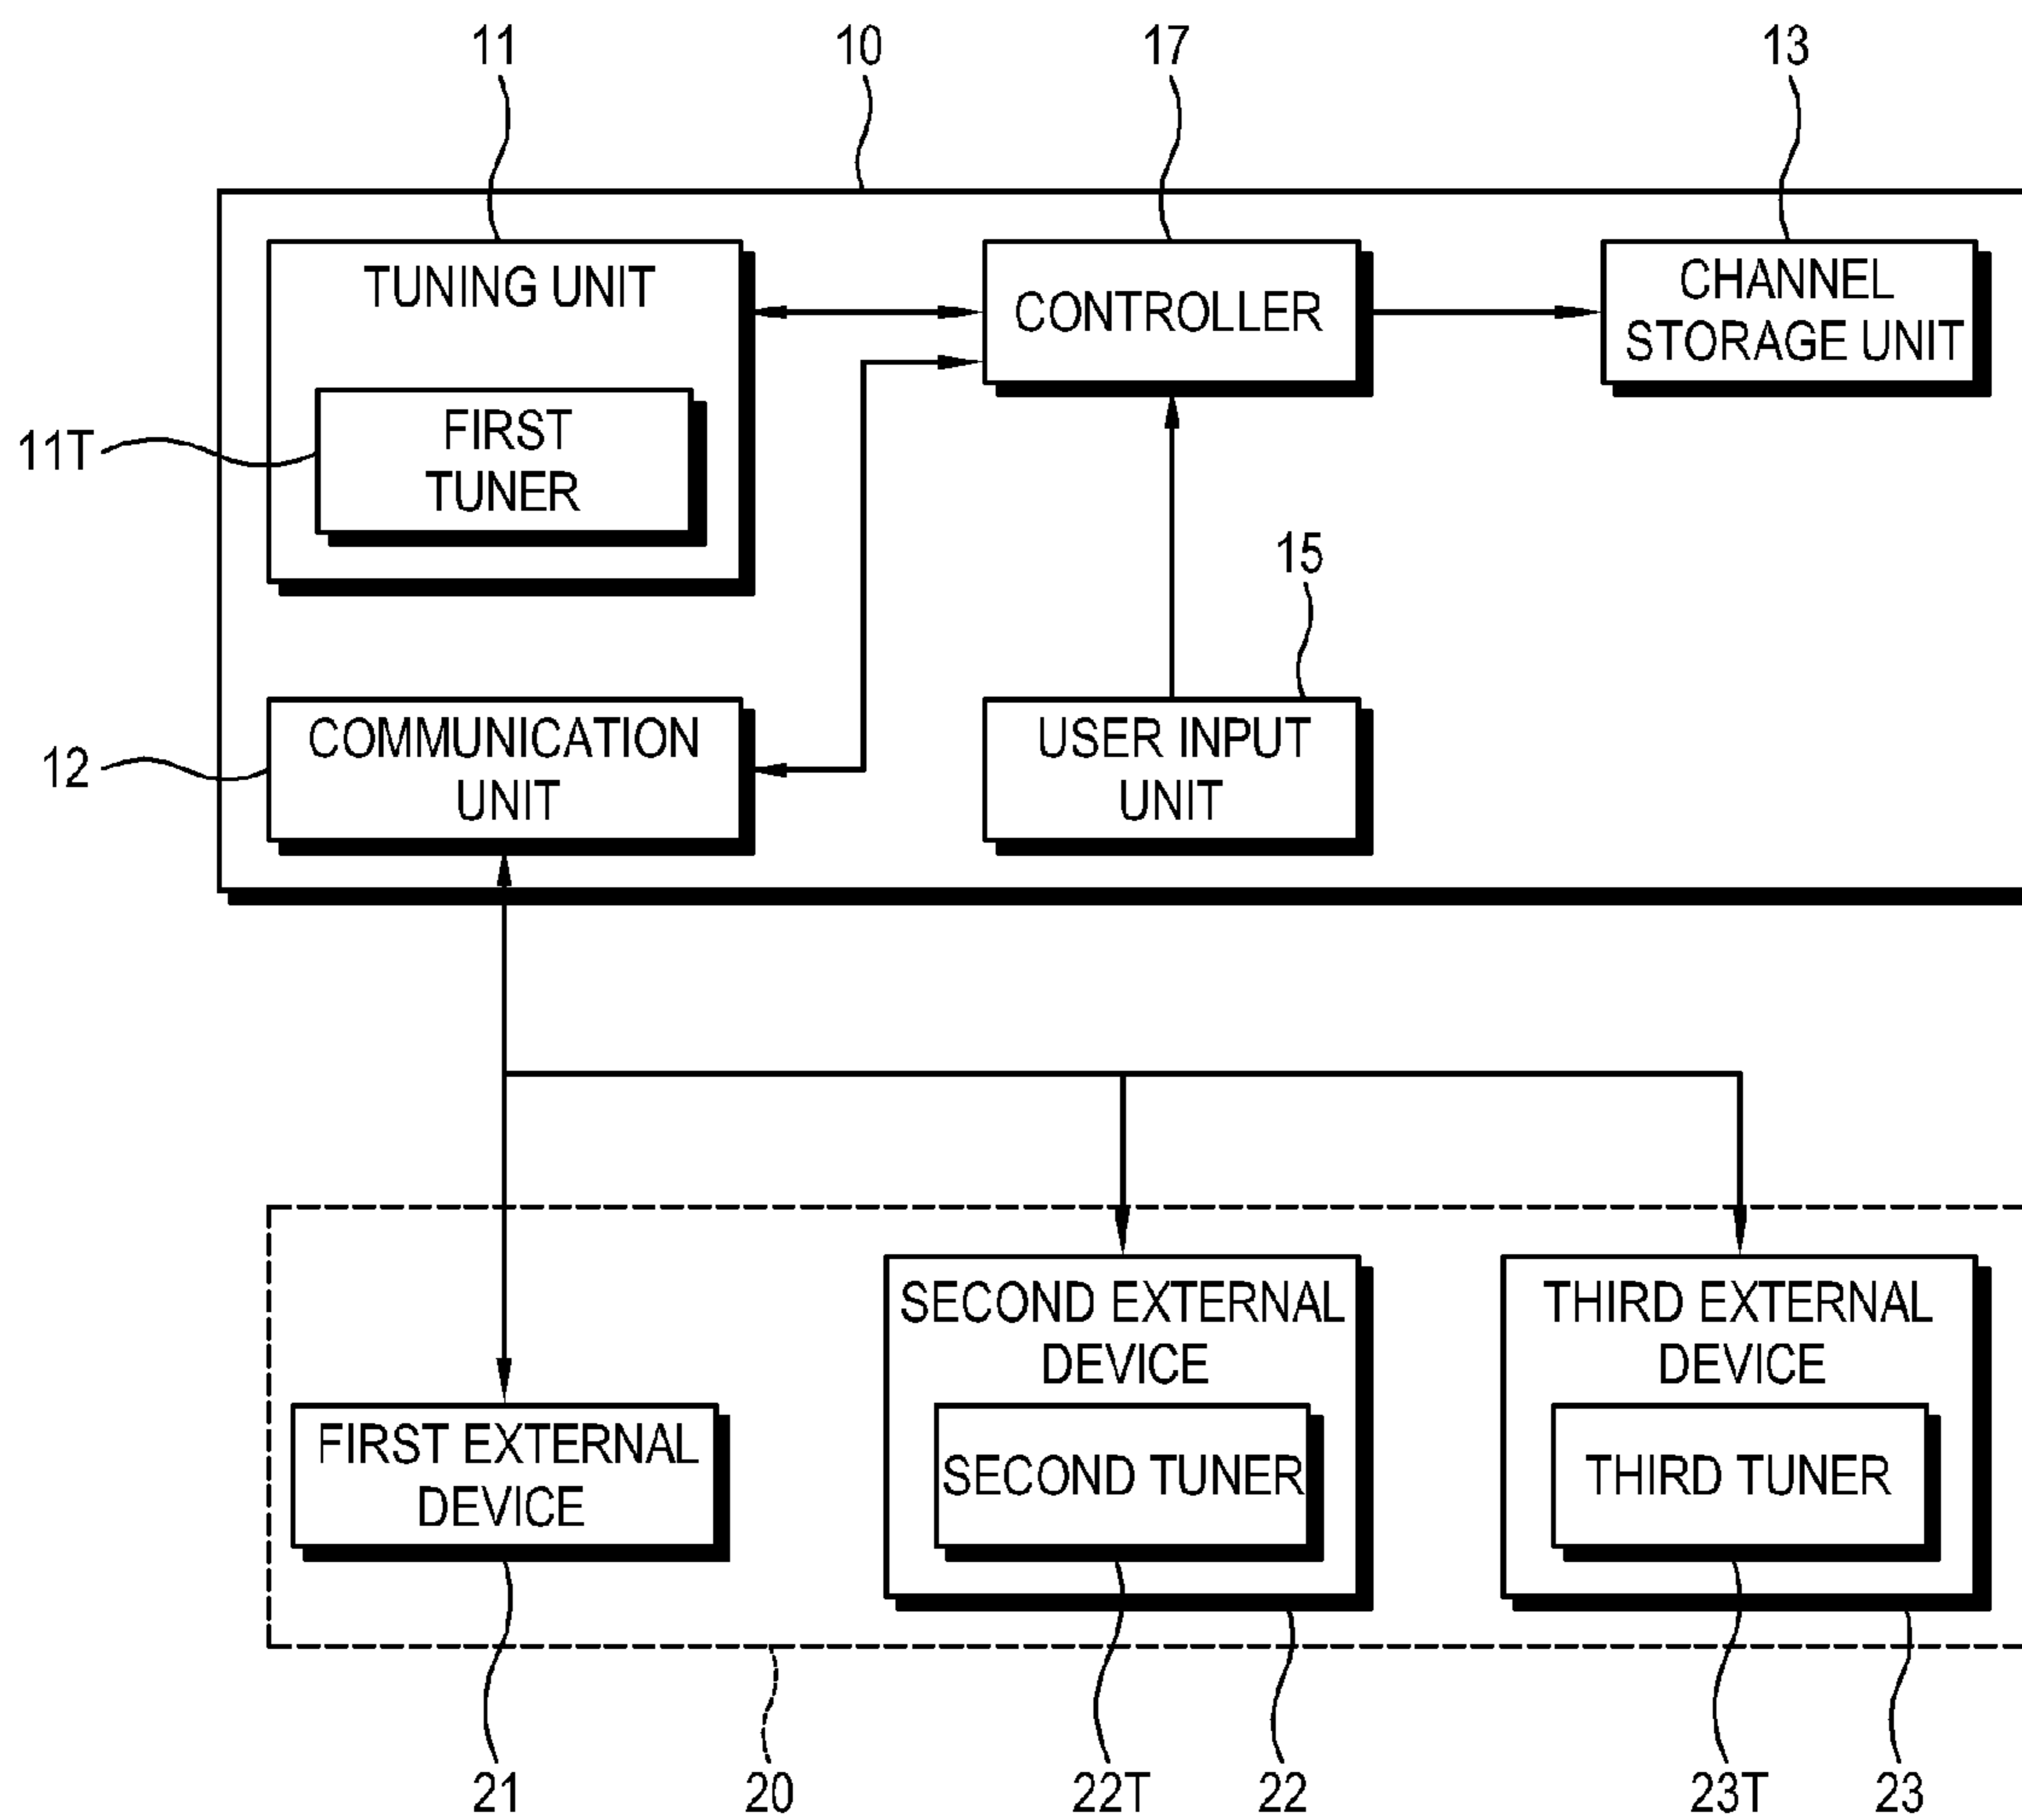 11
10
17
13
TUNING UNIT
CONTROLLER
CHANNEL
STORAGE UNIT
11T
FIRST
TUNER
15
12
COMMUNICATION
UNIT
USER INPUT
UNIT
SECOND EXTERNAL
DEVICE
THIRD EXTERNAL
DEVICE
FIRST EXTERNAL
DEVICE
SECOND TUNER
THIRD TUNER
21
20
22T
22
23T
23